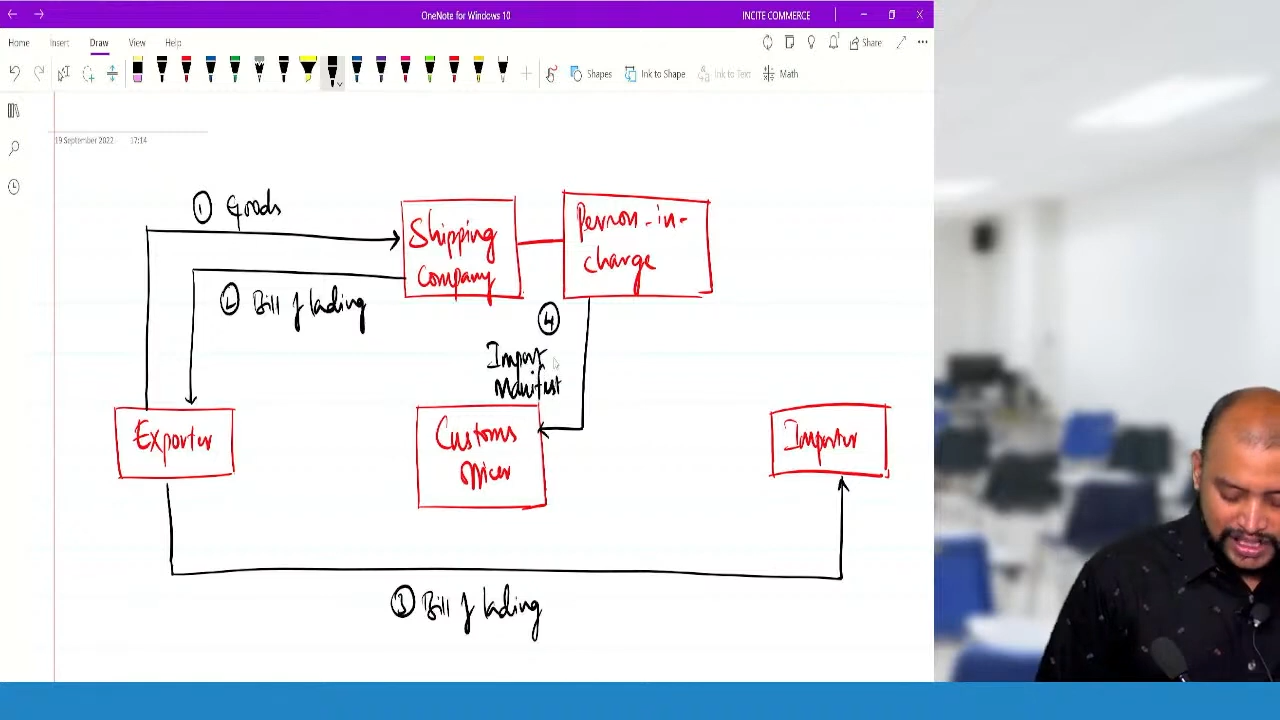 OneNote for Windows 10
INCITE COMMERCE
Home Insert Draw View Help
Share
Shapes Ink to Shape Ink to Text Math
19 September 2022 17:14
① Goods
Shipping
Company
Person-in-
charge
② Bill of lading
④
Import
Manifest
Exporter
Customs
officer
Importer
③ Bill of lading